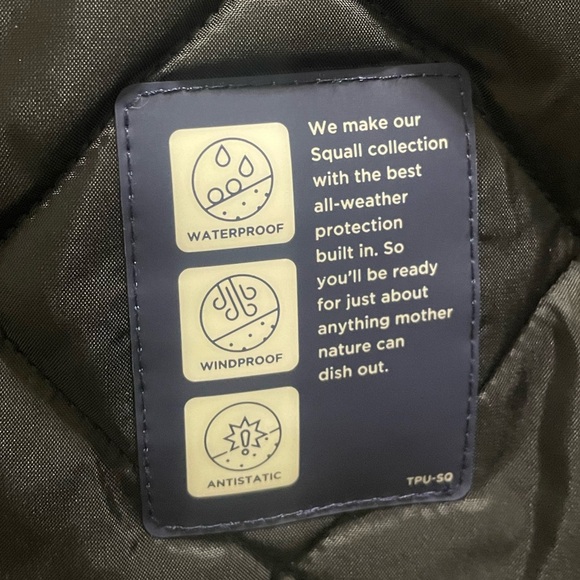 WATERPROOF
WINDPROOF
ANTISTATIC
We make our
Squall collection
with the best
all-weather
protection
built in. So
you'll be ready
for just about
anything mother
nature can
dish out.
TPU-SQ